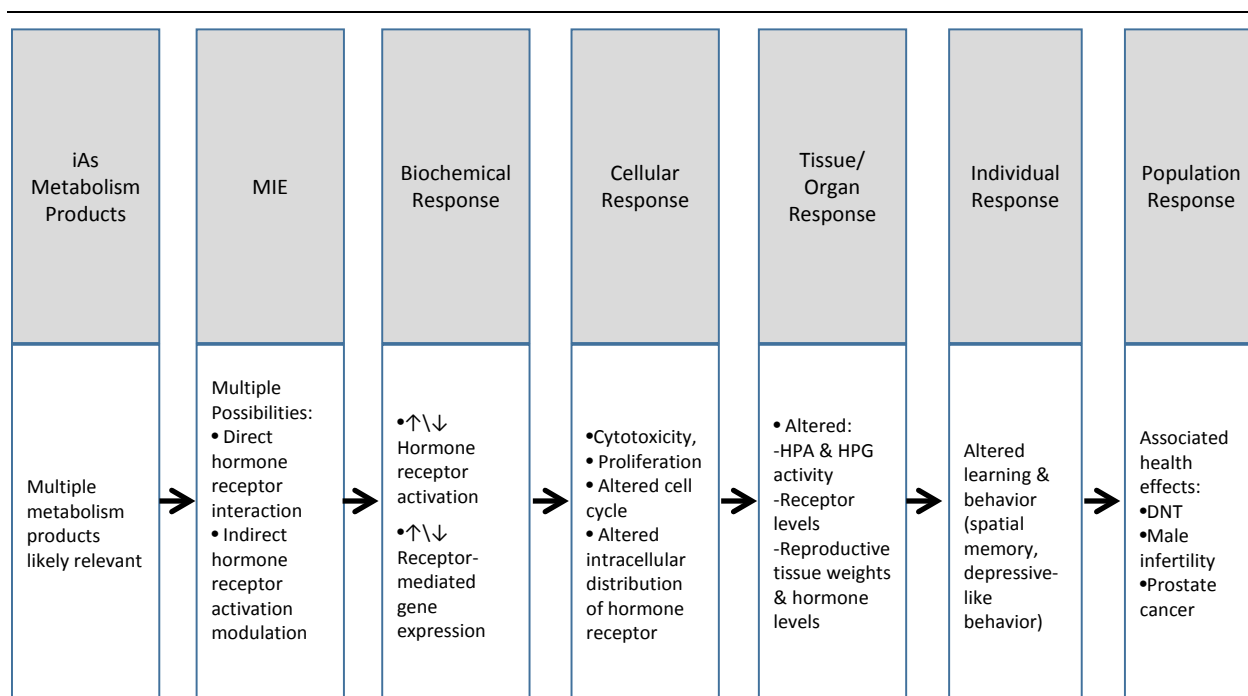 iAs
Metabolism
Products
MIE
Biochemical
Response
Cellular
Response
Tissue/
Organ
Response
Individual
Response
Population
Response
Multiple
metabolism
products
likely relevant
Multiple
Possibilities:
• Direct
hormone
receptor
interaction
• Indirect
hormone
receptor
activation
modulation
•↑\↓
Hormone
receptor
activation
•↑\↓
Receptor-
mediated
gene
expression
•Cytotoxicity,
• Proliferation
• Altered cell
cycle
• Altered
intracellular
distribution
of hormone
receptor
• Altered:
-HPA & HPG
activity
-Receptor
levels
-Reproductive
tissue weights
& hormone
levels
Altered
learning &
behavior
(spatial
memory,
depressive-
like
behavior)
Associated
health
effects:
•DNT
•Male
infertility
•Prostate
cancer